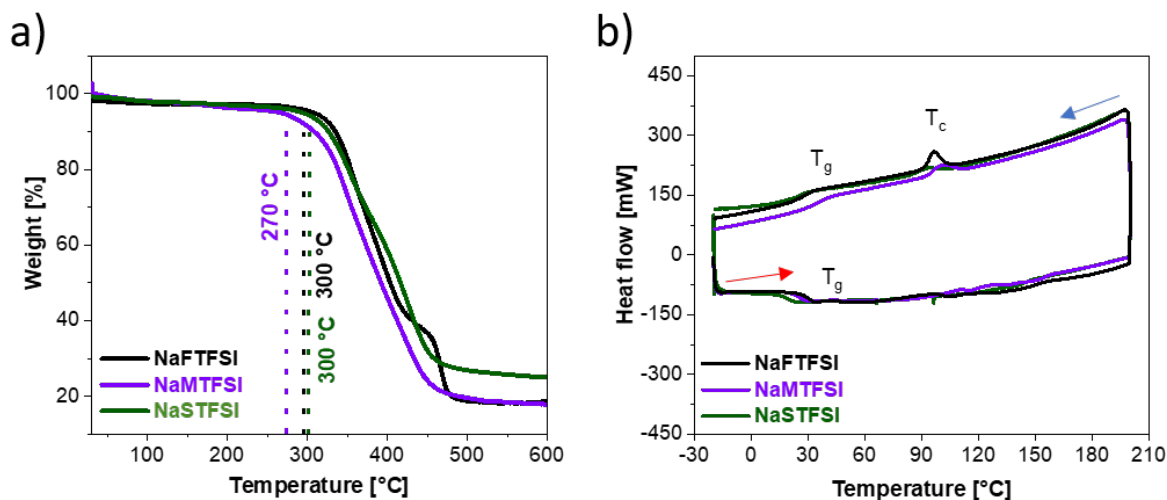 a)
Weight [%]
100
80
60
40
20
270 °C
300 °C
300 °C
NaFTFSI
NaMTFSI
NaSTFSI
100
200
300
400
500
600
Temperature [°C]
b)
Heat flow [mW]
450
300
150
0
-150
-300
-450
Tc
Tg
Tg
NaFTFSI
NaMTFSI
NaSTFSI
-30
0
30
60
90
120
150
180
210
Temperature [°C]